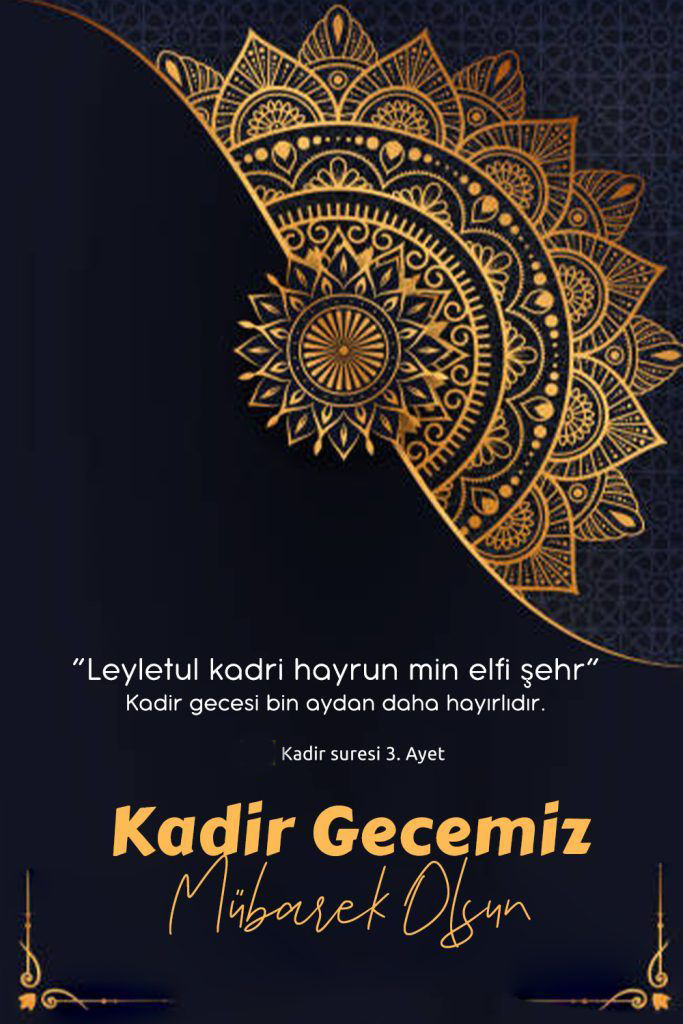 "Leyletul kadri hayrun min elfi şehr"
Kadir gecesi bin aydan daha hayırlıdır.
Kadir suresi 3. Ayet
Kadir Gecemiz
Mübarek Olsun